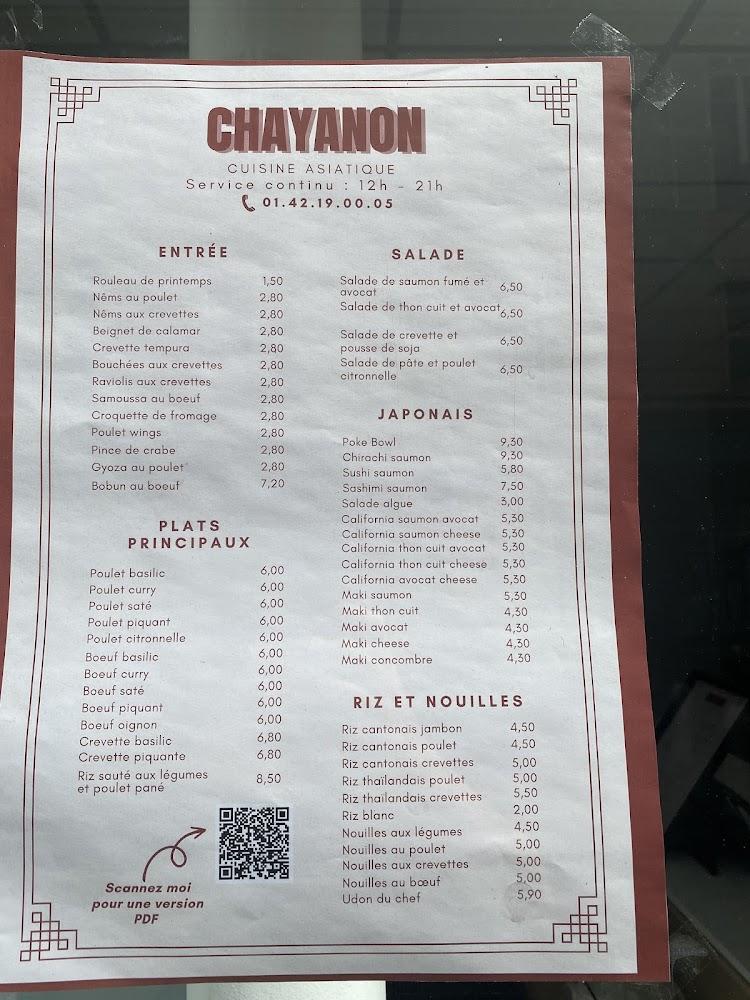 CHAYANON
CUISINE ASIATIQUE
Service continu : 12h - 21h
01.42.19.00.05
ENTRÉE
Rouleau de printemps 1,50
Nêms au poulet 2,80
Nêms aux crevettes 2,80
Beignet de calamar 2,80
Crevette tempura 2,80
Bouchées aux crevettes 2,80
Raviolis aux crevettes 2,80
Samoussa au boeuf 2,80
Croquette de fromage 2,80
Poulet wings 2,80
Pince de crabe 2,80
Gyoza au poulet 2,80
Bobun au boeuf 7,20
PLATS
PRINCIPAUX
Poulet basilic 6,00
Poulet curry 6,00
Poulet saté 6,00
Poulet piquant 6,00
Poulet citronnelle 6,00
Boeuf basilic 6,00
Boeuf curry 6,00
Boeuf saté 6,00
Boeuf piquant 6,00
Boeuf oignon 6,00
Crevette basilic 6,80
Crevette piquante 6,80
Riz sauté aux légumes
et poulet pané 8,50
Scannez moi
pour une version
PDF
SALADE
Salade de saumon fumé et
avocat 6,50
Salade de thon cuit et avocat 6,50
Salade de crevette et
pousse de soja 6,50
Salade de pâte et poulet
citronnelle 6,50
JAPONAIS
Poke Bowl 9,30
Chirachi saumon 9,30
Sushi saumon 5,80
Sashimi saumon 7,50
Salade algue 3,00
California saumon avocat 5,30
California saumon cheese 5,30
California thon cuit avocat 5,30
California thon cuit cheese 5,30
California avocat cheese 5,30
Maki saumon 5,30
Maki thon cuit 4,30
Maki avocat 4,30
Maki cheese 4,30
Maki concombre 4,30
RIZ ET NOUILLES
Riz cantonais jambon 4,50
Riz cantonais poulet 4,50
Riz cantonais crevettes 5,00
Riz thaïlandais poulet 5,00
Riz thaïlandais crevettes 5,50
Riz blanc 2,00
Nouilles aux légumes 4,50
Nouilles au poulet 5,00
Nouilles aux crevettes 5,00
Nouilles au bœuf 5,00
Udon du chef 5,90